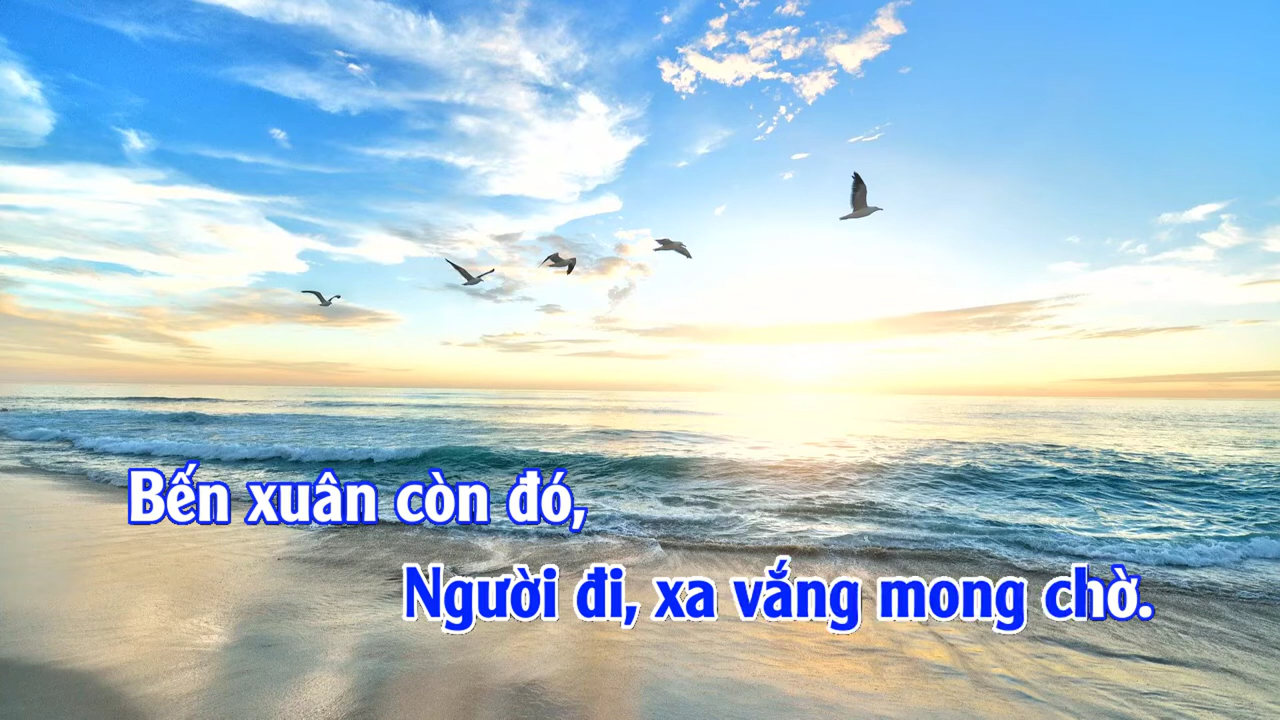 Bến xuân còn đó,
Người đi, xa vắng mong chờ.